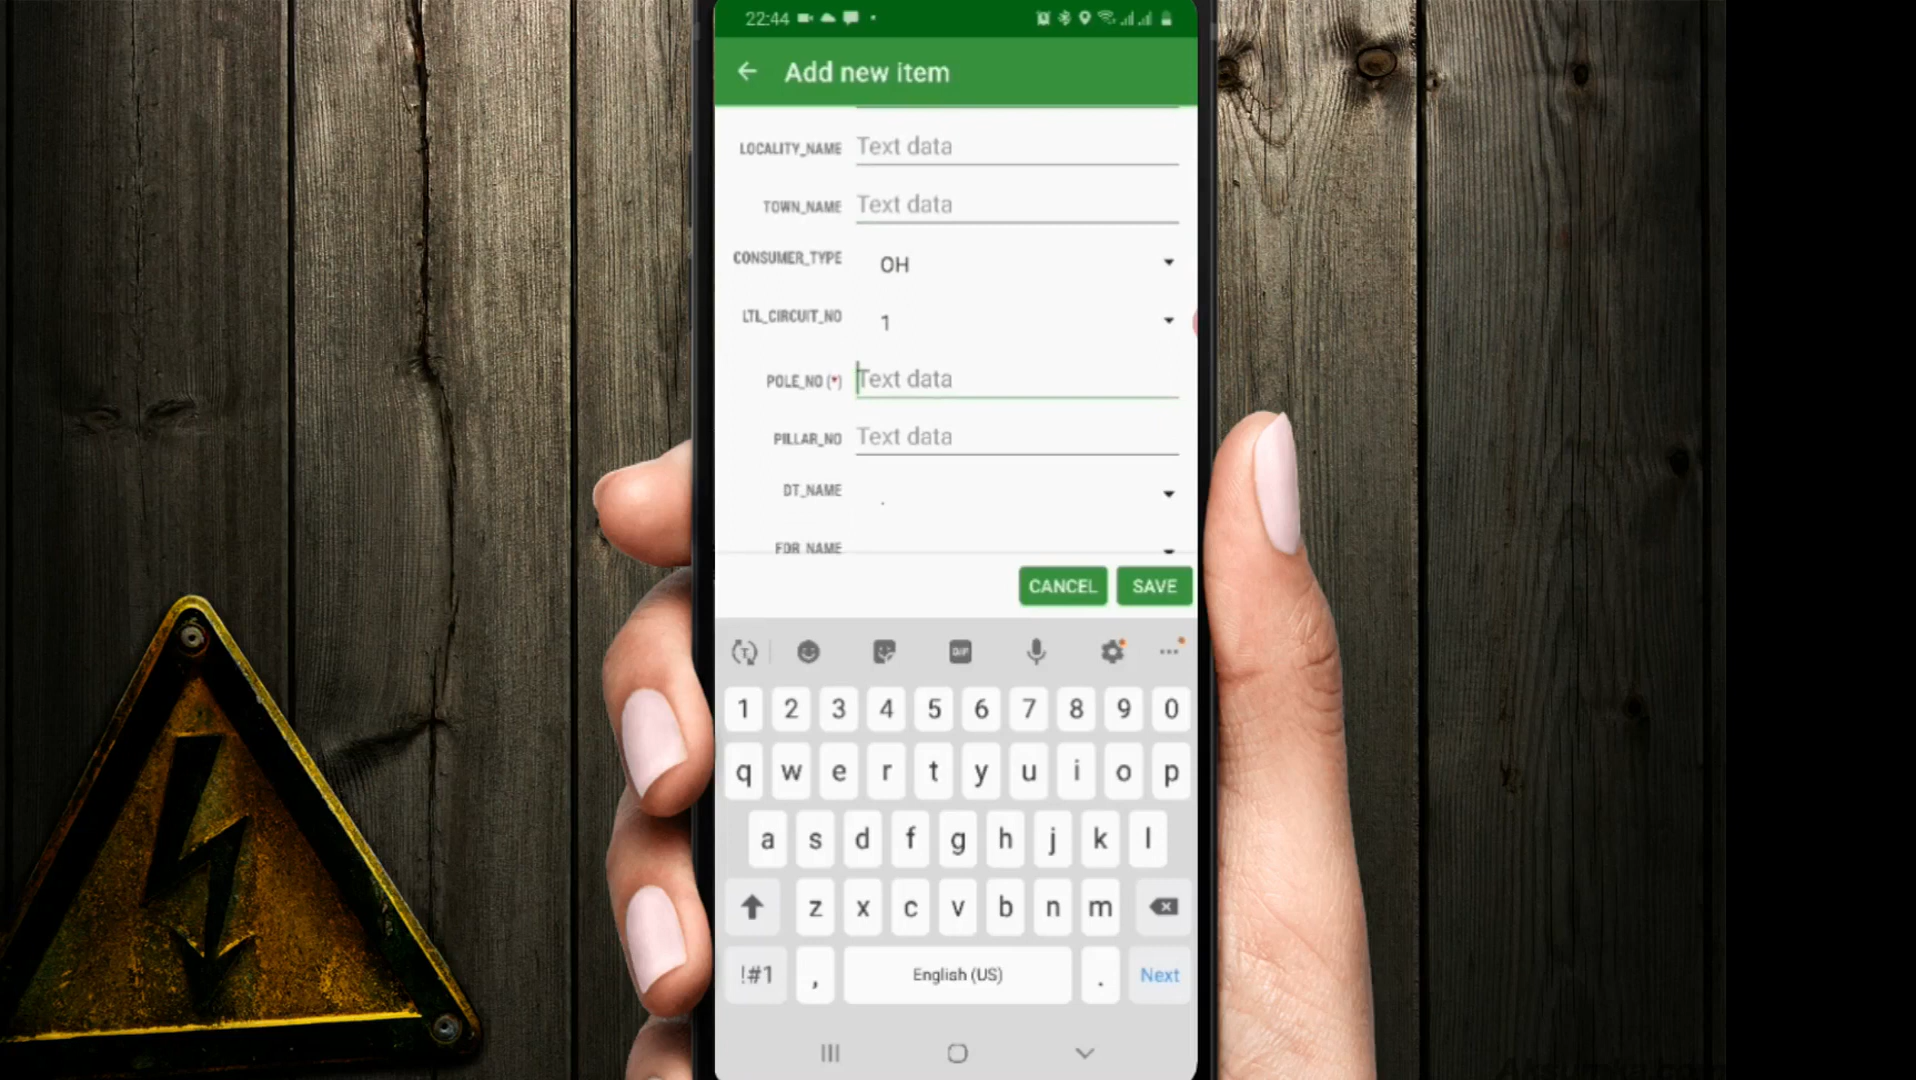 22:44
Add new item
LOCALITY_NAME Text data
TOWN_NAME Text data
CONSUMER_TYPE OH
LTL_CIRCUIT_NO 1
POLE_NO (*) Text data
PILLAR_NO Text data
DT_NAME .
FDR_NAME
CANCEL SAVE
GIF
1 2 3 4 5 6 7 8 9 0
q w e r t y u i o p
a s d f g h j k l
z x c v b n m
!#1 , English (US) . Next